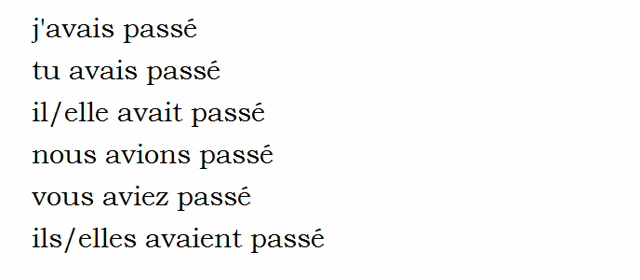 j'avais passé
tu avais passé
il/elle avait passé
nous avions passé
vous aviez passé
ils/elles avaient passé